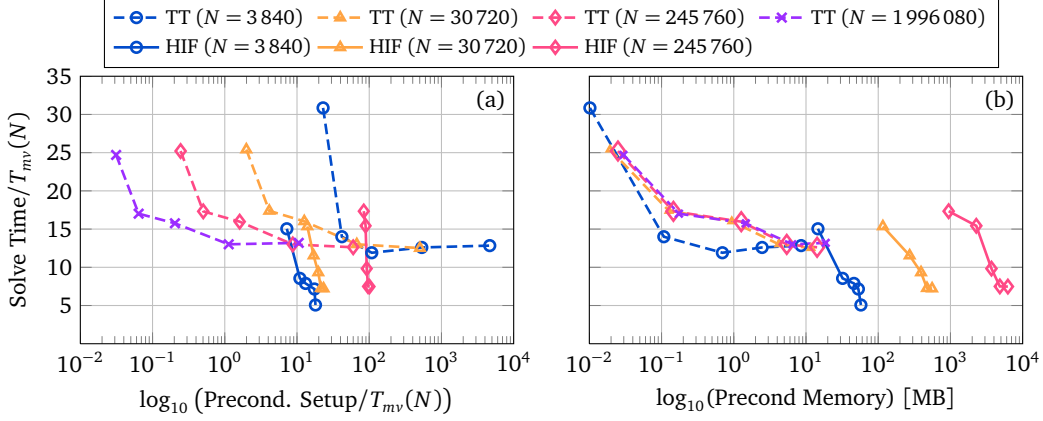 TT (N = 3 840) TT (N = 30 720) TT (N = 245 760) TT (N = 1 996 080)
HIF (N = 3 840) HIF (N = 30 720) HIF (N = 245 760)
Solve Time/T_mv(N)
35
30
25
20
15
10
5
(a)
10^−2 10^−1 10^0 10^1 10^2 10^3 10^4
log_10 (Precond. Setup/T_mv(N))
(b)
10^−2 10^−1 10^0 10^1 10^2 10^3 10^4
log_10(Precond Memory) [MB]